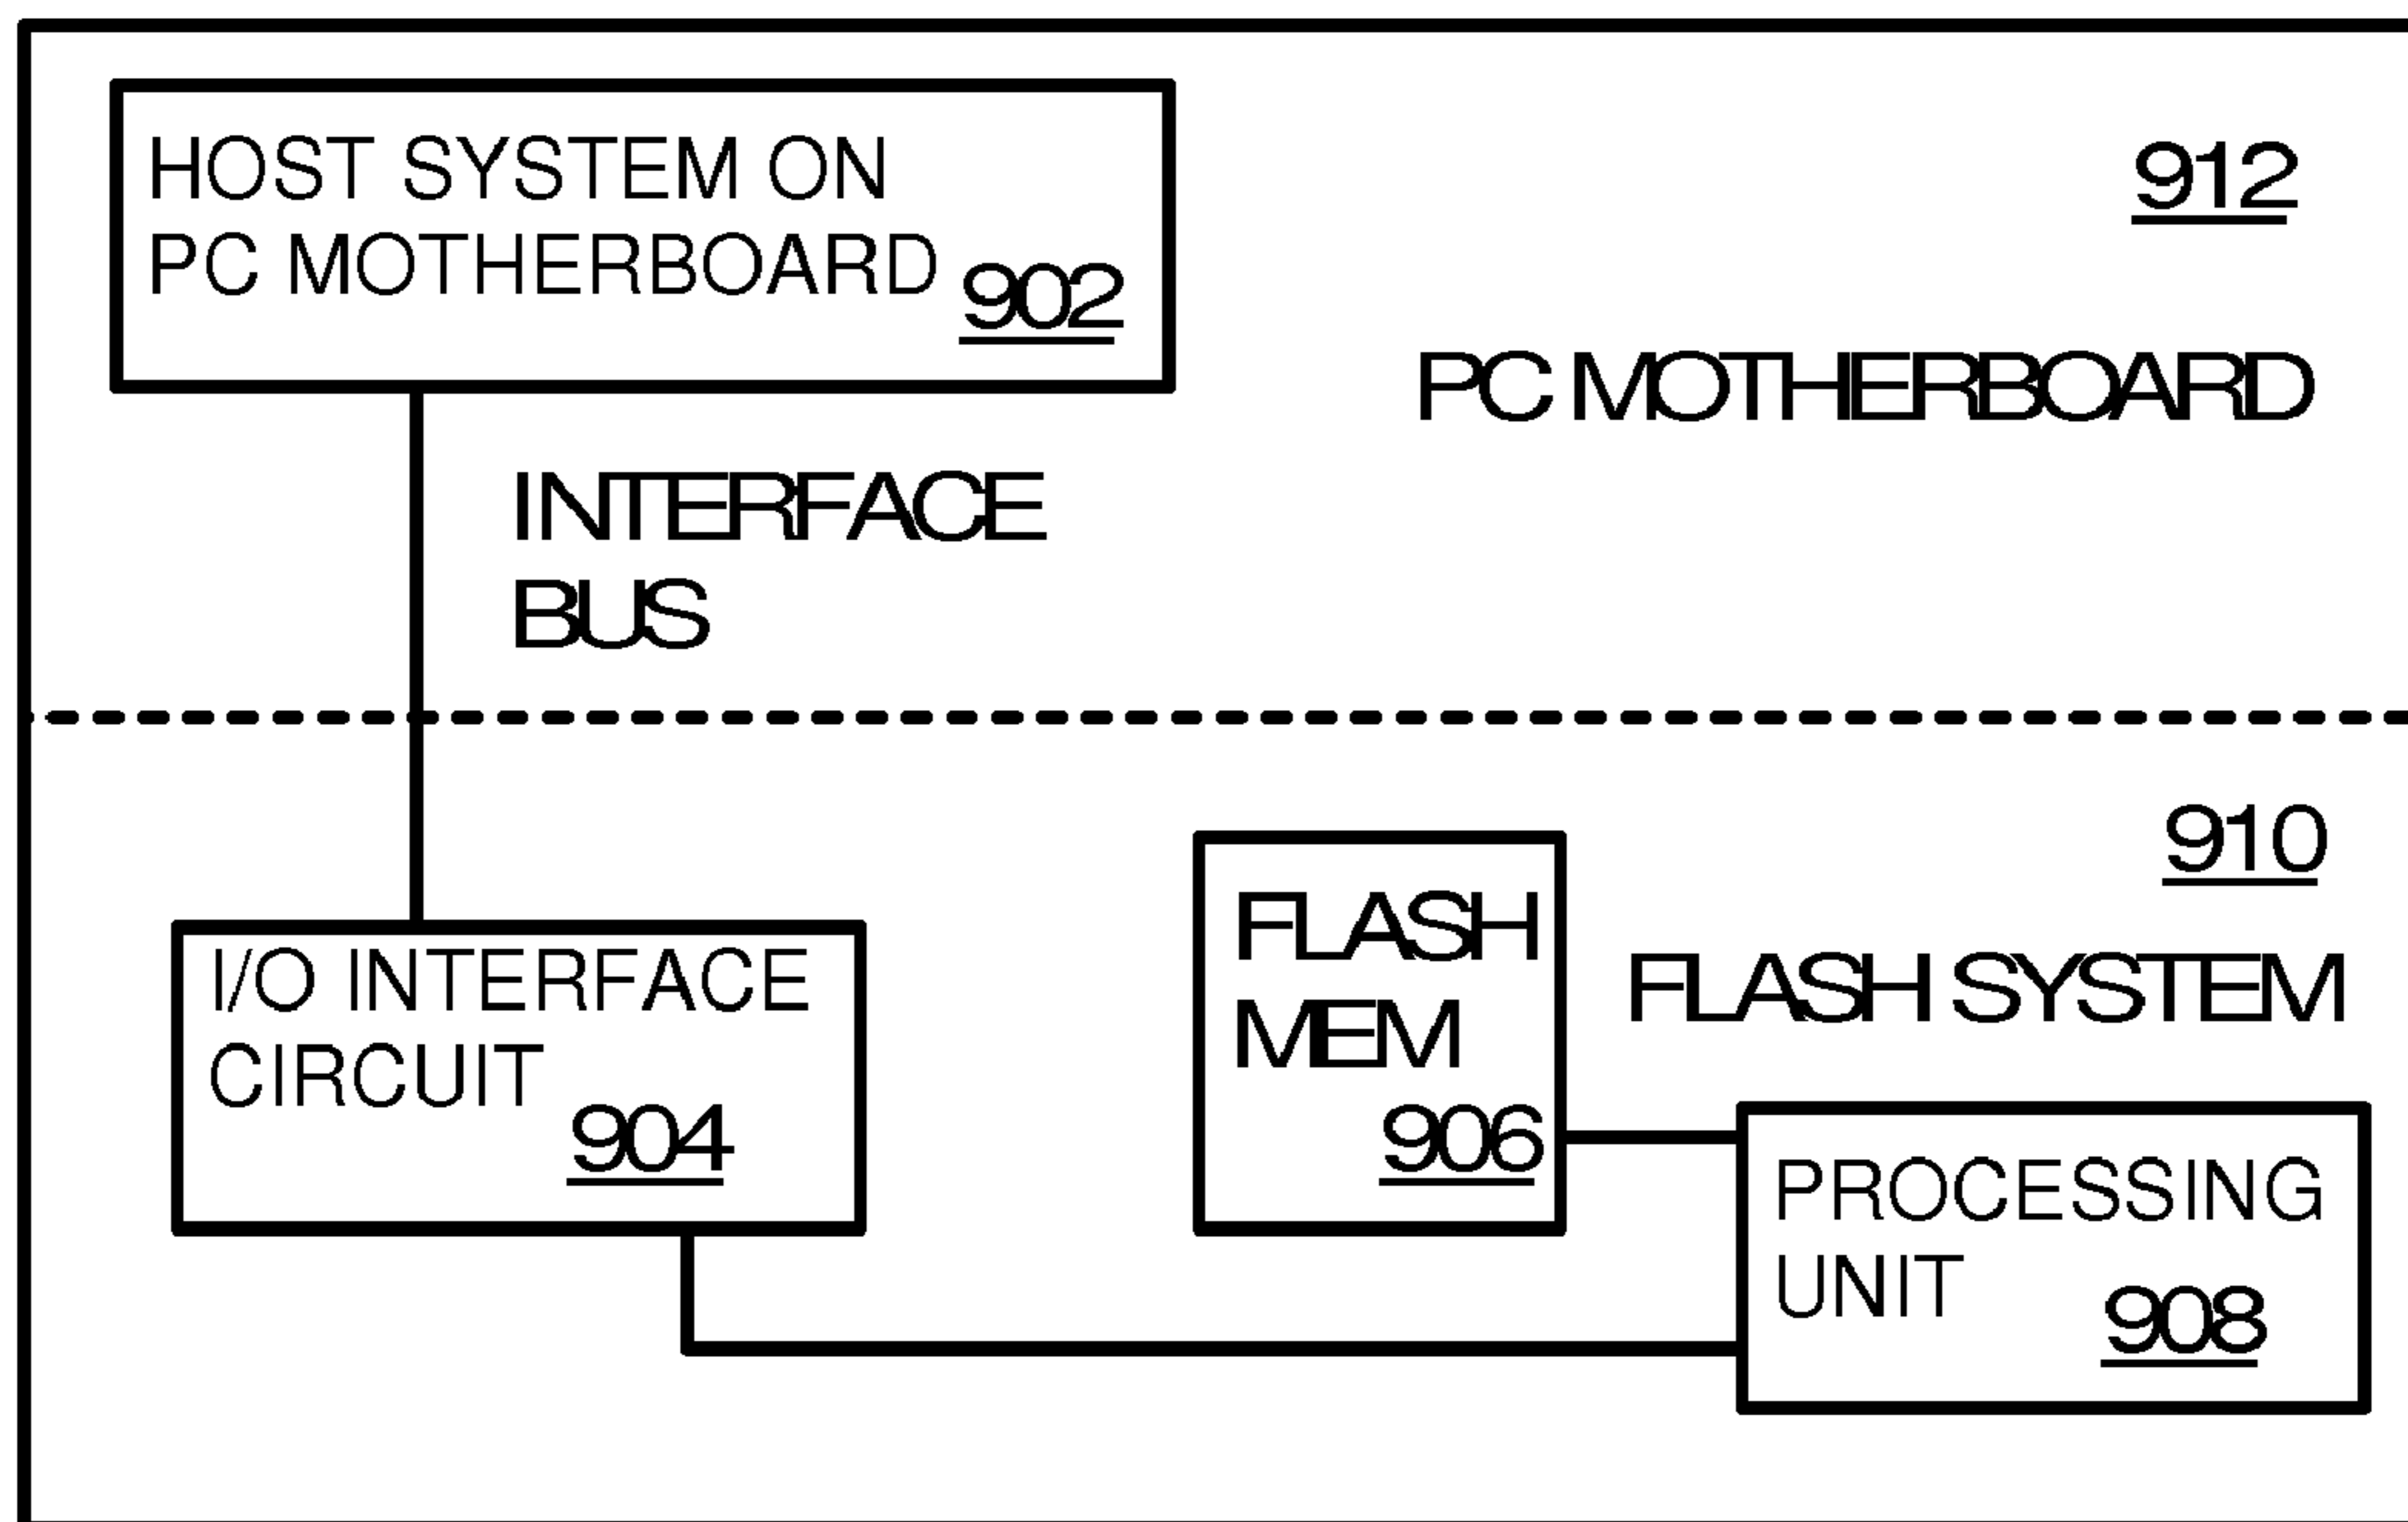 HOST SYSTEM ON
PC MOTHERBOARD
902
912
PC MOTHERBOARD
INTERFACE
BUS
910
FLASH SYSTEM
I/O INTERFACE
CIRCUIT
904
FLASH
MEM
906
PROCESSING
UNIT
908